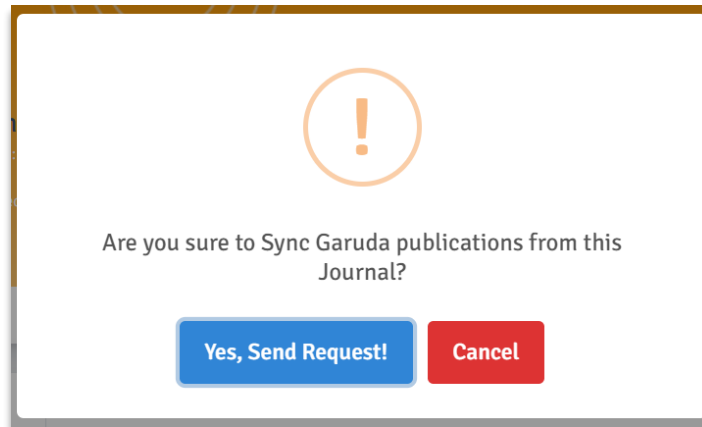 !
Are you sure to Sync Garuda publications from this
Journal?
Yes, Send Request!
Cancel